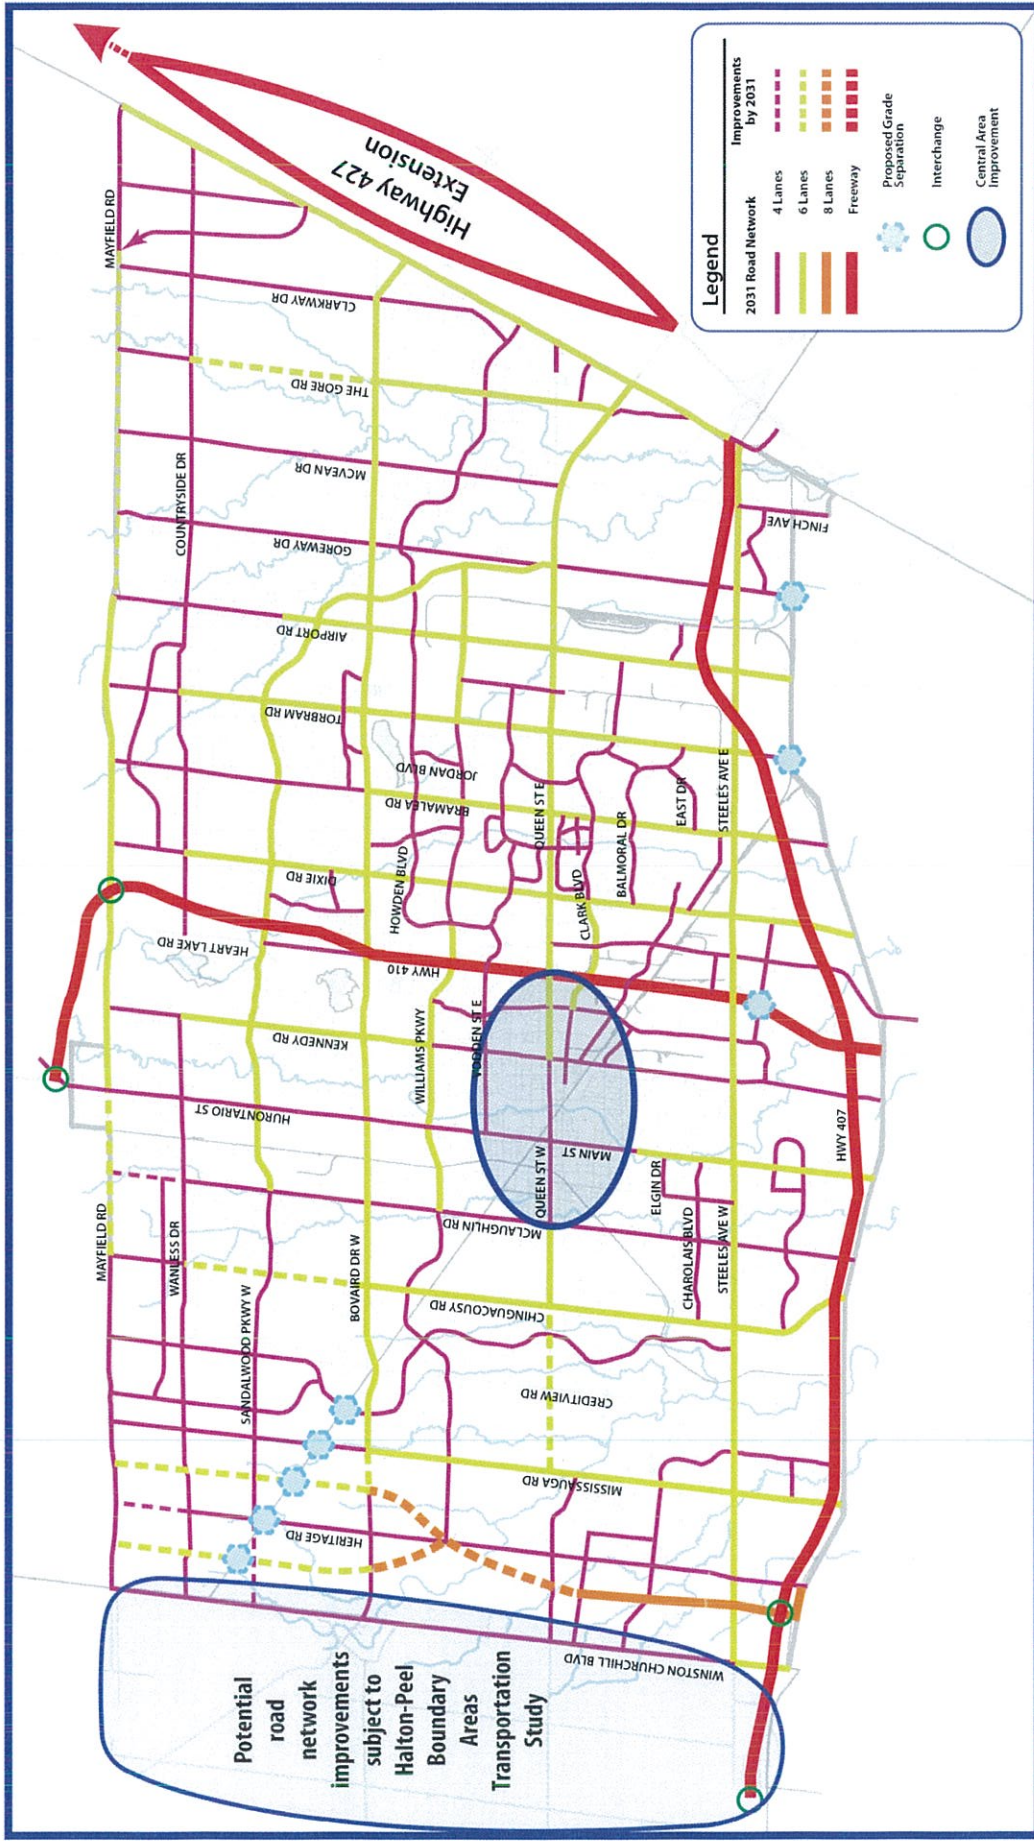 Highway 427
Extension
MAYFIELD RD
COUNTRYSIDE DR
CLARKWAY DR
THE GORE RD
MCVEAN DR
GOREWAY DR
AIRPORT RD
TORBRAM RD
JORDAN BLVD
BRAMALEA RD
HOWDEN BLVD
DIXIE RD
HEART LAKE RD
HWY 410
WILLIAMS PKWY
VODDEN ST E
KENNEDY RD
HURONTARIO ST
MAIN ST
QUEEN ST E
CLARK BLVD
BALMORAL DR
EAST DR
STEELES AVE E
FINCH AVE
HWY 407
QUEEN ST W
ELGIN DR
CHAROLAIS BLVD
STEELES AVE W
MCLAUGHLIN RD
MAYFIELD RD
WANLESS DR
SANDALWOOD PKWY W
BOVAIRD DR W
CHINGUACOUSY RD
CREDITVIEW RD
MISSISSAUGA RD
HERITAGE RD
WINSTON CHURCHILL BLVD
Potential
road
network
improvements
subject to
Halton-Peel
Boundary
Areas
Transportation
Study
Legend
2031 Road Network
Improvements
by 2031
4 Lanes
6 Lanes
8 Lanes
Freeway
Proposed Grade
Separation
Interchange
Central Area
Improvement